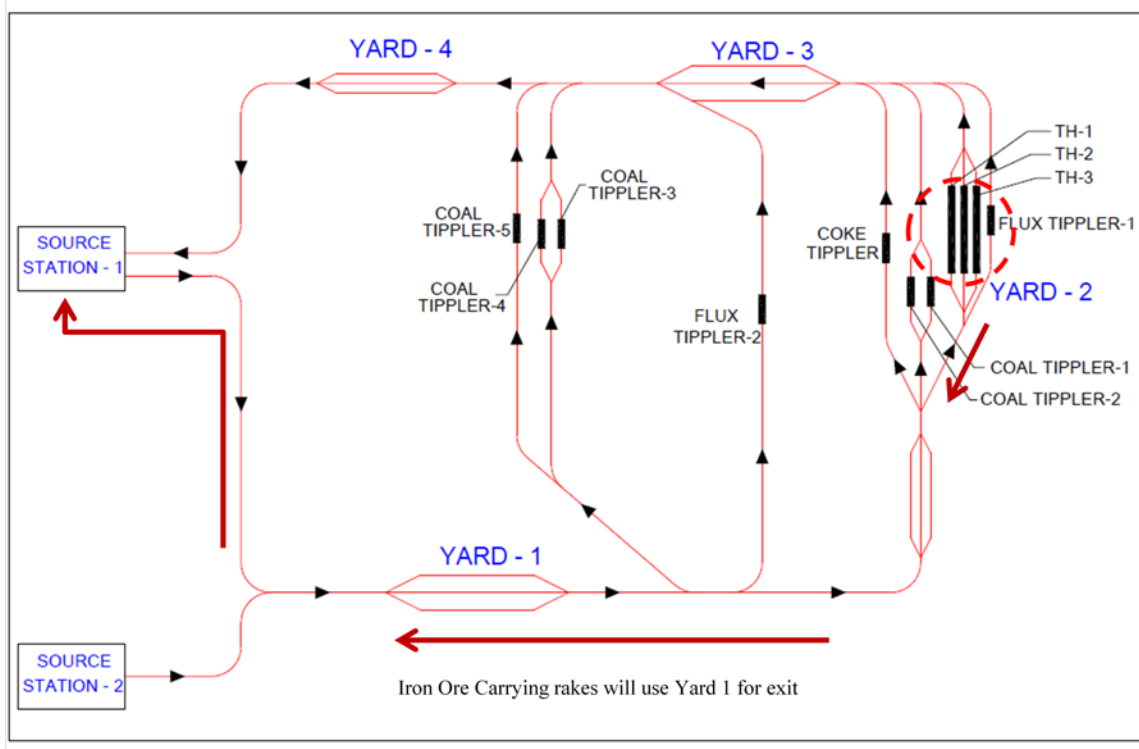 YARD - 4
YARD - 3
TH-1
TH-2
TH-3
COAL
TIPPLER-3
COAL
TIPPLER-5
COKE
TIPPLER
FLUX TIPPLER-1
SOURCE
STATION - 1
COAL
TIPPLER-4
YARD - 2
FLUX
TIPPLER-2
COAL TIPPLER-1
COAL TIPPLER-2
YARD - 1
SOURCE
STATION - 2
Iron Ore Carrying rakes will use Yard 1 for exit